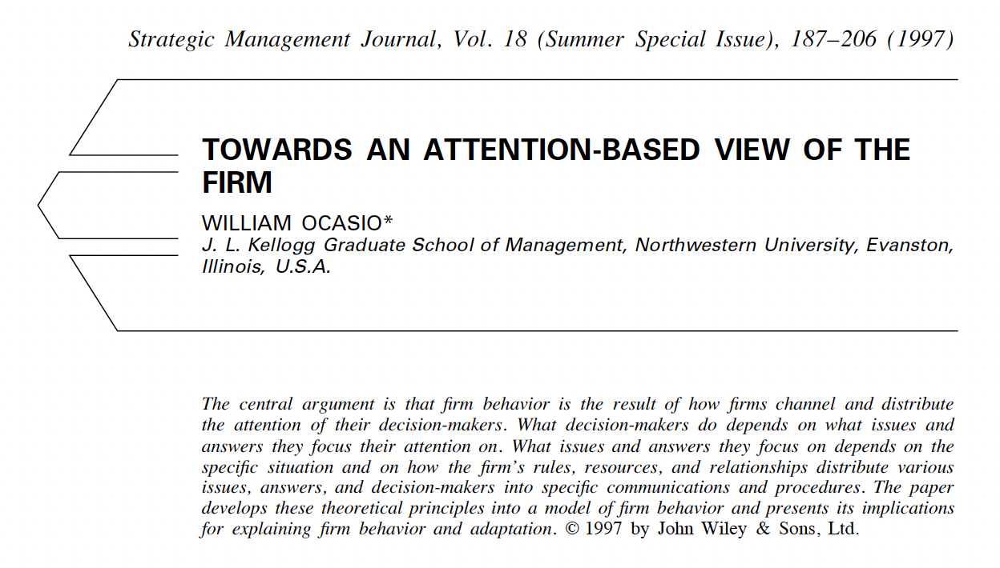 Strategic Management Journal, Vol. 18 (Summer Special Issue), 187–206 (1997)
TOWARDS AN ATTENTION-BASED VIEW OF THE
FIRM
WILLIAM OCASIO*
J. L. Kellogg Graduate School of Management, Northwestern University, Evanston,
Illinois, U.S.A.
The central argument is that firm behavior is the result of how firms channel and distribute
the attention of their decision-makers. What decision-makers do depends on what issues and
answers they focus their attention on. What issues and answers they focus on depends on the
specific situation and on how the firm's rules, resources, and relationships distribute various
issues, answers, and decision-makers into specific communications and procedures. The paper
develops these theoretical principles into a model of firm behavior and presents its implications
for explaining firm behavior and adaptation. © 1997 by John Wiley & Sons, Ltd.